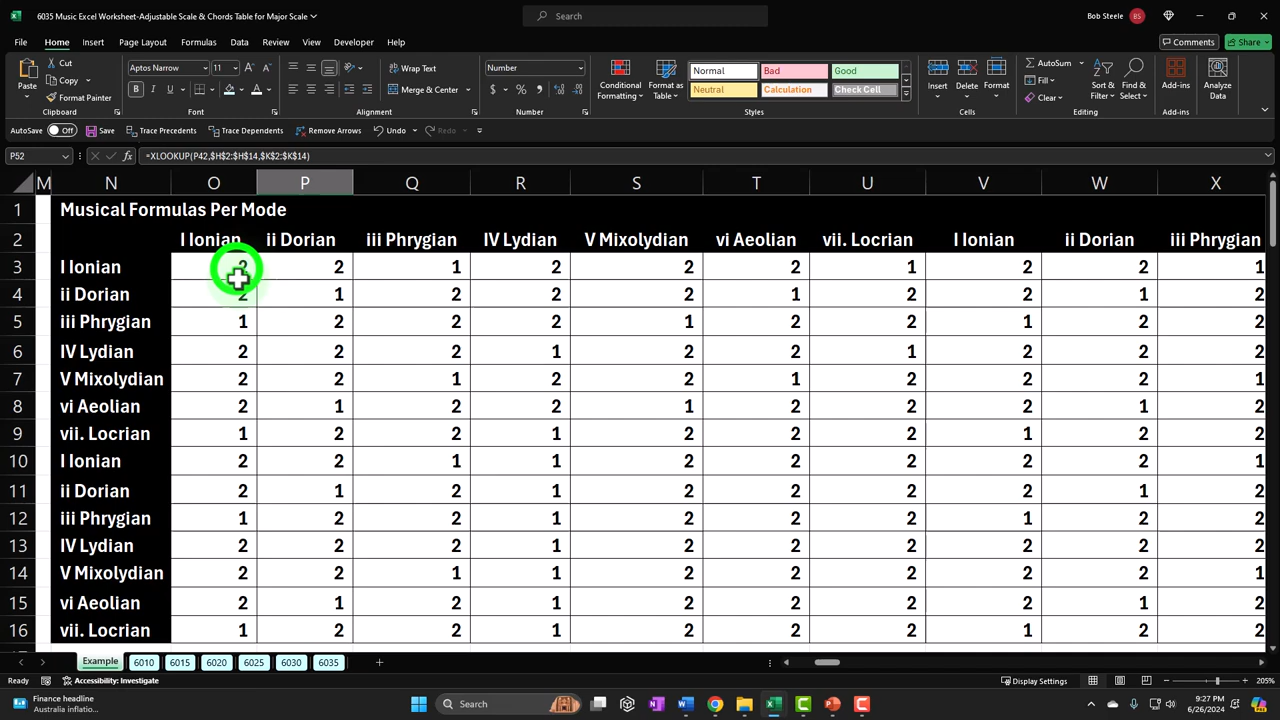 6035 Music Excel Worksheet-Adjustable Scale & Chords Table for Major Scale
Search
Bob Steele
BS
File Home Insert Page Layout Formulas Data Review View Developer Help
Comments
Share
Paste
Cut
Copy
Format Painter
Clipboard
Aptos Narrow 11
B I U
Font
Wrap Text
Merge & Center
Alignment
Number
$ % 9
Number
Conditional Formatting
Format as Table
Normal Bad Good
Neutral Calculation Check Cell
Styles
Insert Delete Format
Cells
AutoSum
Fill
Clear
Sort & Filter
Find & Select
Editing
Add-ins
Add-ins
Analyze Data
AutoSave Off Save Trace Precedents Trace Dependents Remove Arrows Undo Redo
P52 fx =XLOOKUP(P42,$H$2:$H$14,$K$2:$K$14)
M N O P Q R S T U V W X
1 Musical Formulas Per Mode
2 I Ionian ii Dorian iii Phrygian IV Lydian V Mixolydian vi Aeolian vii. Locrian I Ionian ii Dorian iii Phrygian
3 I Ionian 2 2 1 2 2 2 1 2 2 1
4 ii Dorian 2 1 2 2 2 1 2 2 1 2
5 iii Phrygian 1 2 2 2 1 2 2 1 2 2
6 IV Lydian 2 2 2 1 2 2 1 2 2 2
7 V Mixolydian 2 2 1 2 2 1 2 2 2 1
8 vi Aeolian 2 1 2 2 1 2 2 2 1 2
9 vii. Locrian 1 2 2 1 2 2 2 1 2 2
10 I Ionian 2 2 1 1 2 2 2 2 2 1
11 ii Dorian 2 1 2 1 2 2 2 2 1 2
12 iii Phrygian 1 2 2 1 2 2 2 1 2 2
13 IV Lydian 2 2 2 1 2 2 2 2 2 2
14 V Mixolydian 2 2 1 1 2 2 2 2 2 1
15 vi Aeolian 2 1 2 1 2 2 2 2 1 2
16 vii. Locrian 1 2 2 1 2 2 2 1 2 2
Example 6010 6015 6020 6025 6030 6035
Ready Accessibility: Investigate Display Settings 205%
Finance headline
Australia inflatio...
Search
9:27 PM
6/26/2024